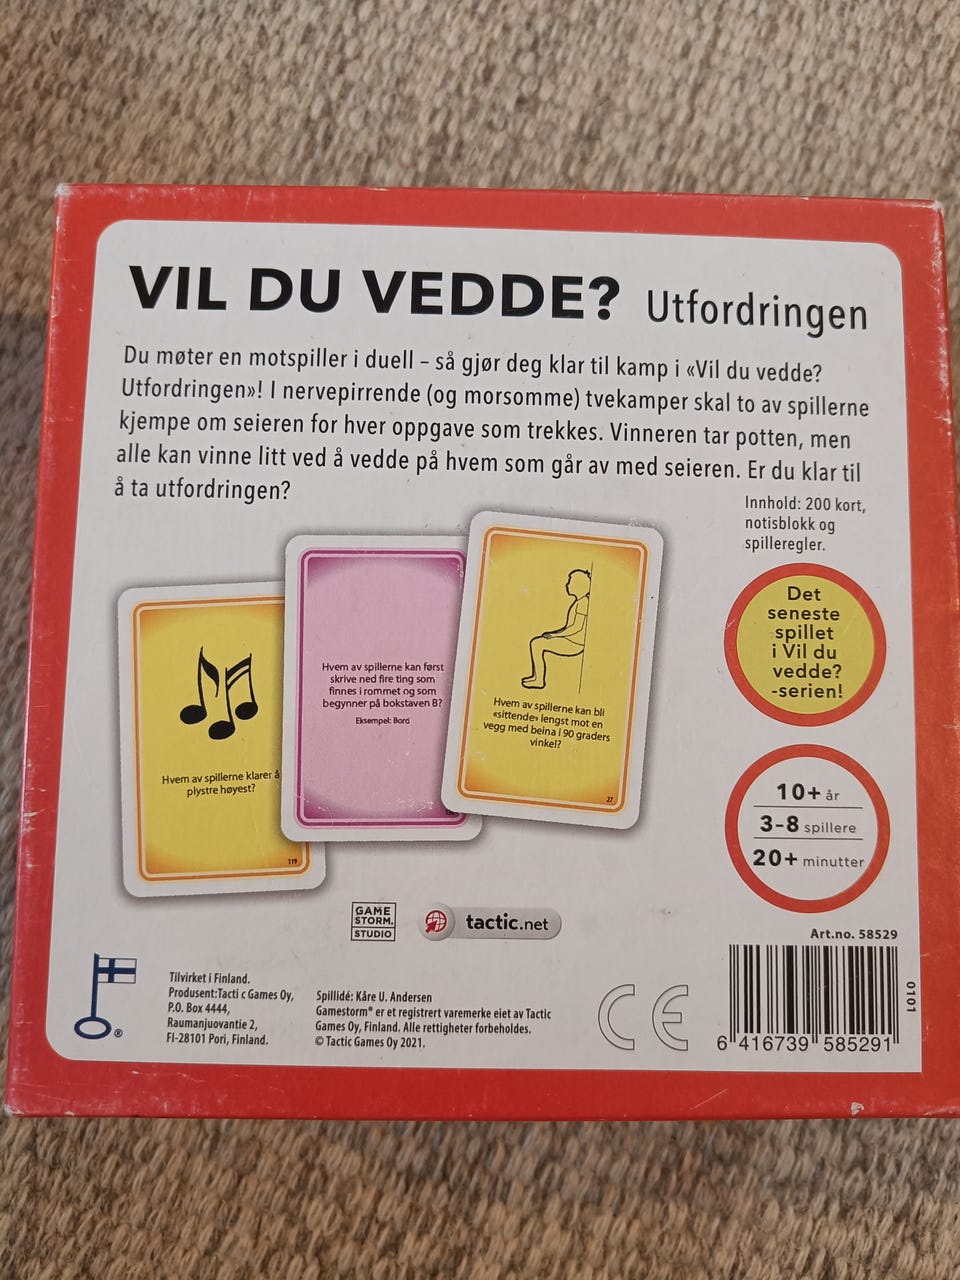 VIL DU VEDDE? Utfordringen
Du møter en motspiller i duell – så gjør deg klar til kamp i «Vil du vedde?
Utfordringen»! I nervepirrende (og morsomme) tvekamper skal to av spillerne
kjempe om seieren for hver oppgave som trekkes. Vinneren tar potten, men
alle kan vinne litt ved å vedde på hvem som går av med seieren. Er du klar til
å ta utfordringen?
Innhold: 200 kort,
notisblokk og
spilleregler.
Hvem av spillerne klarer å
plystre høyest?
119
Hvem av spillerne kan først
skrive ned fire ting som
finnes i rommet og som
begynner på bokstaven B?
Eksempel: Bord
Hvem av spillerne kan bli
«sittende» lengst mot en
vegg med beina i 90 graders
vinkel?
27
Det
seneste
spillet
i Vil du
vedde?
-serien!
10+ år
3-8 spillere
20+ minutter
GAME
STORM.
STUDIO
tactic.net
Art.no. 58529
0101
6 416739 585291
®
Tilvirket i Finland.
Produsent:Tacti c Games Oy,
P.O. Box 4444,
Raumanjuovantie 2,
FI-28101 Pori, Finland.
Spillidé: Kåre U. Andersen
Gamestorm® er et registrert varemerke eiet av Tactic
Games Oy, Finland. Alle rettigheter forbeholdes.
© Tactic Games Oy 2021.
CE